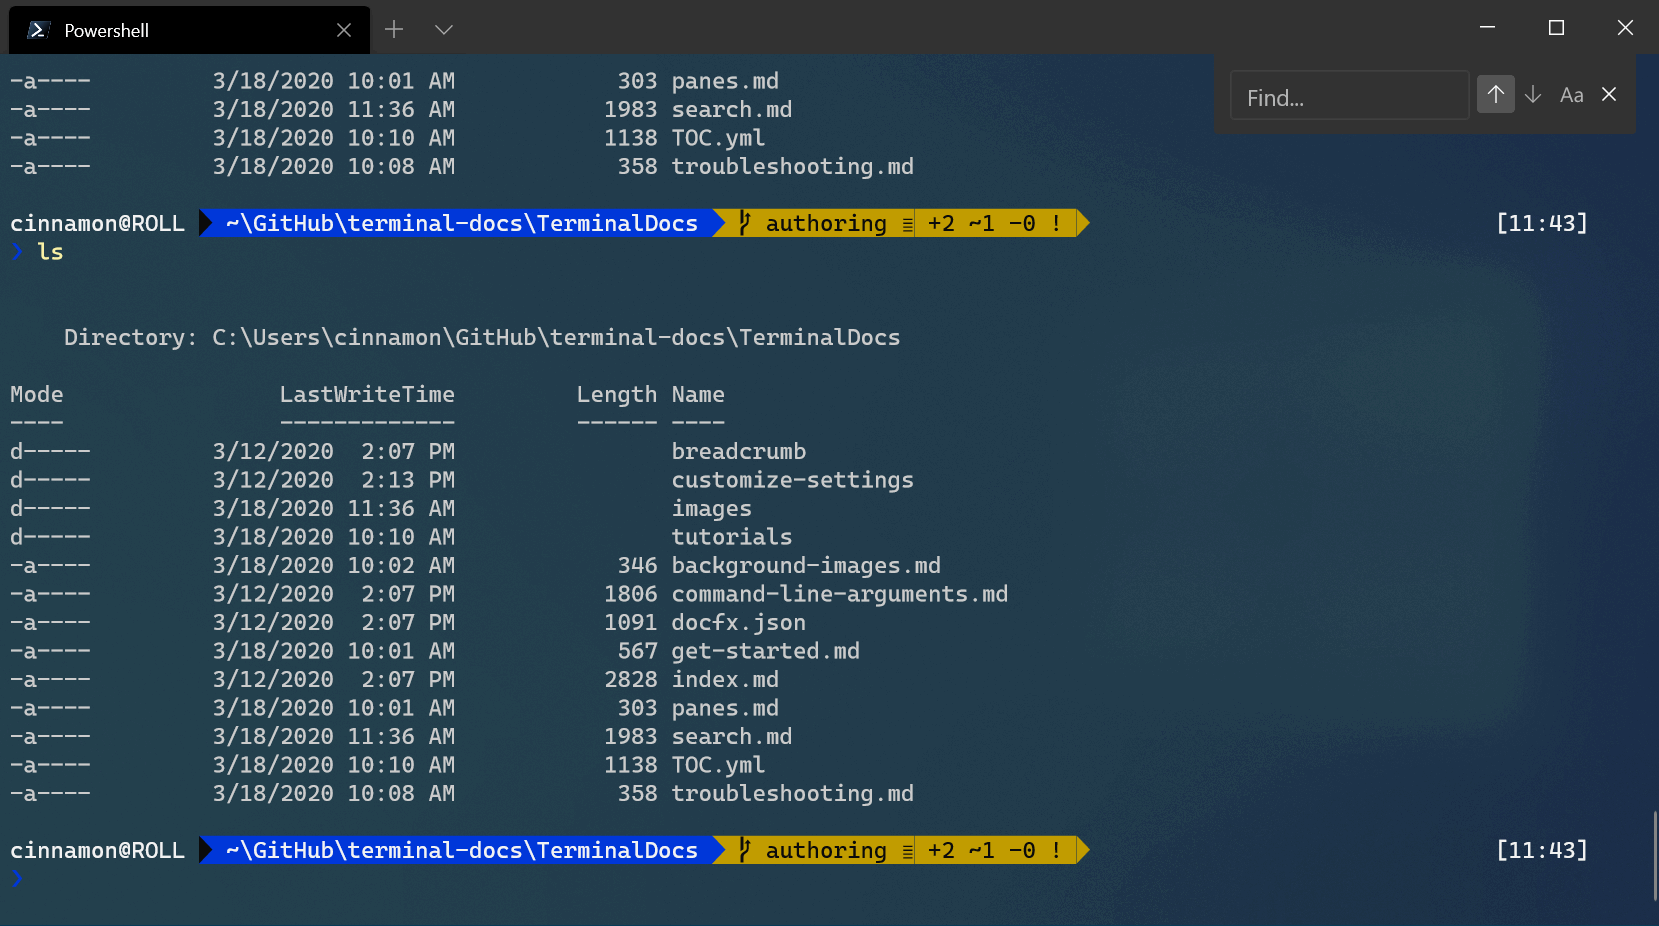 Powershell
Find...
Aa
-a---- 3/18/2020 10:01 AM 303 panes.md
-a---- 3/18/2020 11:36 AM 1983 search.md
-a---- 3/18/2020 10:10 AM 1138 TOC.yml
-a---- 3/18/2020 10:08 AM 358 troubleshooting.md
cinnamon@ROLL ~\GitHub\terminal-docs\TerminalDocs authoring ≡ +2 ~1 -0 ! [11:43]
❯ ls
Directory: C:\Users\cinnamon\GitHub\terminal-docs\TerminalDocs
Mode LastWriteTime Length Name
---- ------------- ------ ----
d----- 3/12/2020 2:07 PM breadcrumb
d----- 3/12/2020 2:13 PM customize-settings
d----- 3/18/2020 11:36 AM images
d----- 3/18/2020 10:10 AM tutorials
-a---- 3/18/2020 10:02 AM 346 background-images.md
-a---- 3/12/2020 2:07 PM 1806 command-line-arguments.md
-a---- 3/12/2020 2:07 PM 1091 docfx.json
-a---- 3/18/2020 10:01 AM 567 get-started.md
-a---- 3/12/2020 2:07 PM 2828 index.md
-a---- 3/18/2020 10:01 AM 303 panes.md
-a---- 3/18/2020 11:36 AM 1983 search.md
-a---- 3/18/2020 10:10 AM 1138 TOC.yml
-a---- 3/18/2020 10:08 AM 358 troubleshooting.md
cinnamon@ROLL ~\GitHub\terminal-docs\TerminalDocs authoring ≡ +2 ~1 -0 ! [11:43]
❯